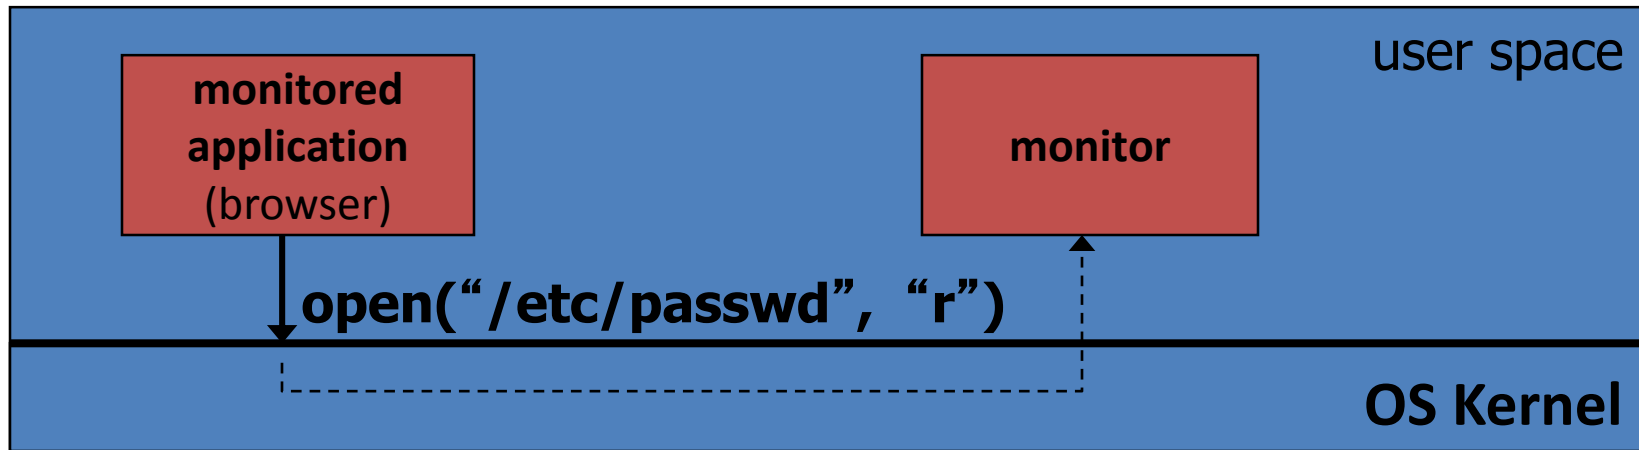 user space
monitored
application
(browser)
monitor
open(“/etc/passwd”, “r”)
OS Kernel